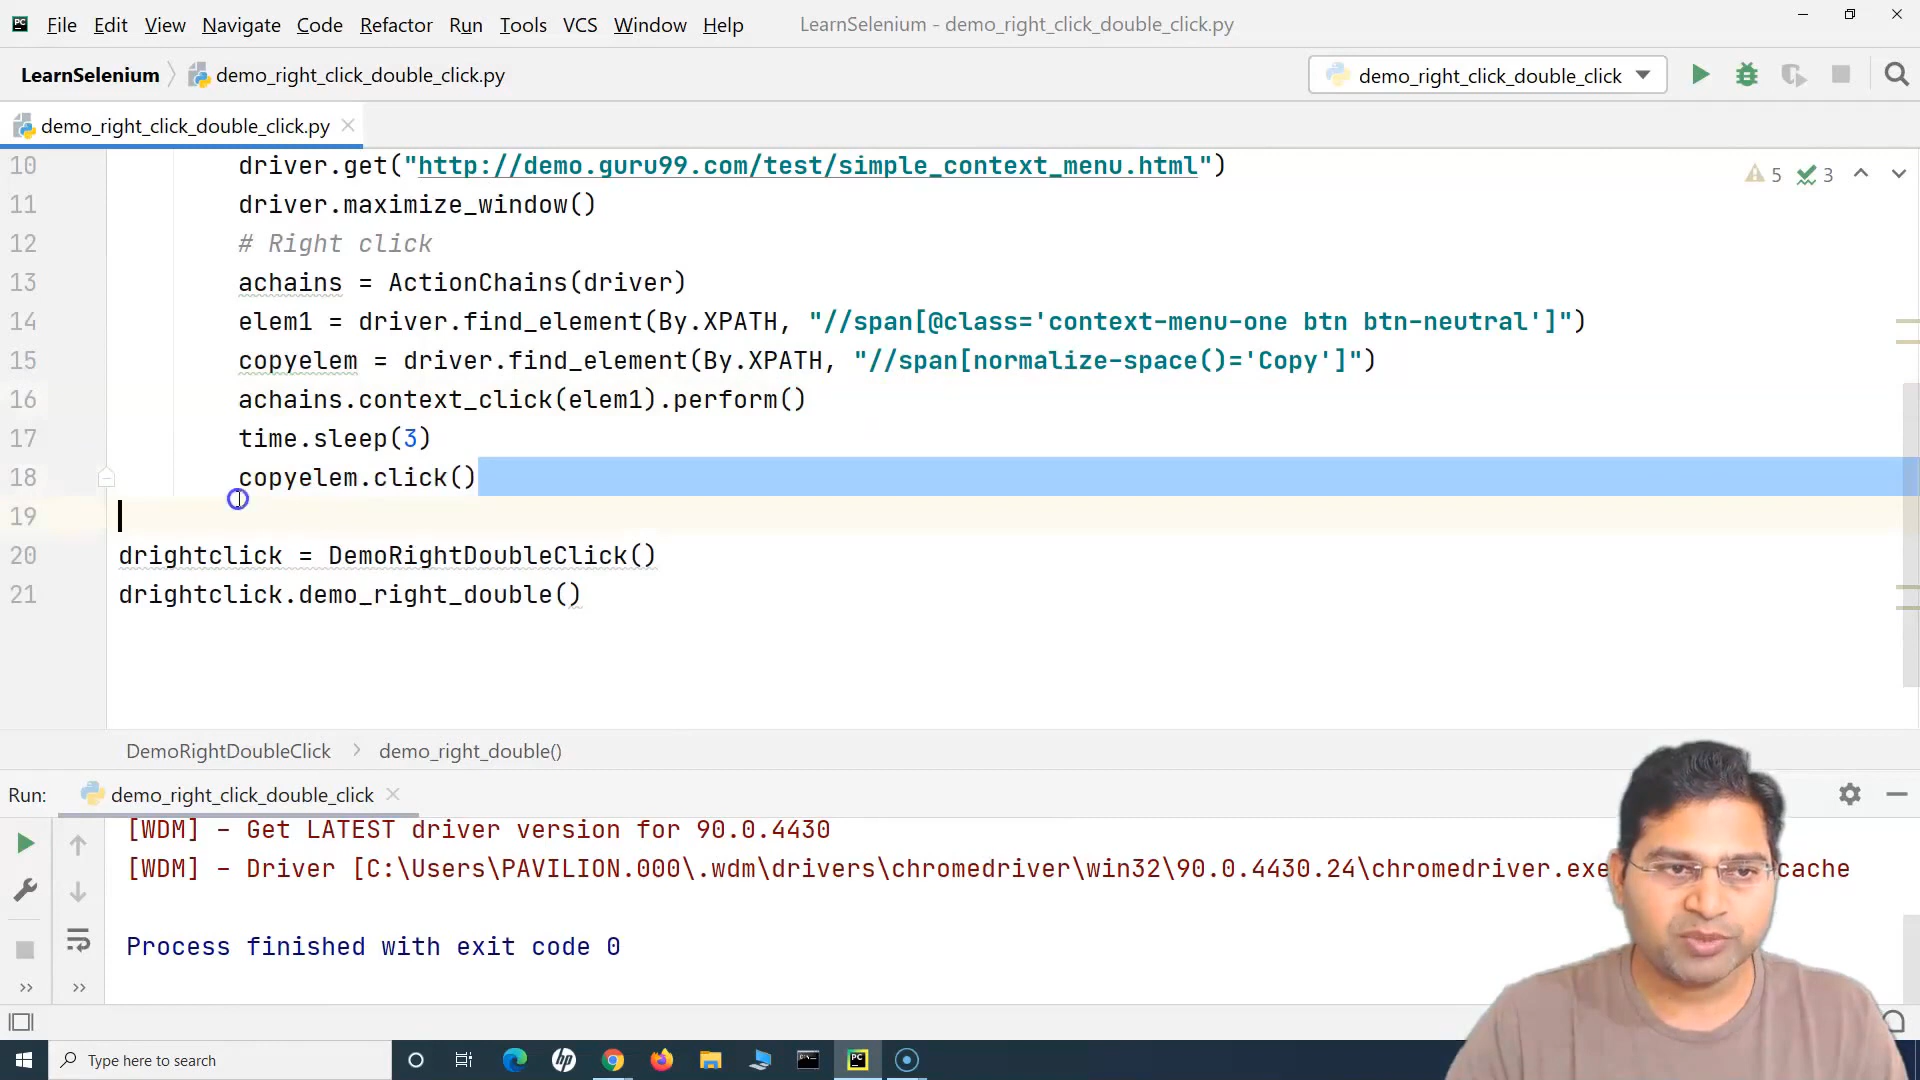 File Edit View Navigate Code Refactor Run Tools VCS Window Help LearnSelenium - demo_right_click_double_click.py
LearnSelenium demo_right_click_double_click.py demo_right_click_double_click
demo_right_click_double_click.py
10 driver.get("http://demo.guru99.com/test/simple_context_menu.html") 5 3
11 driver.maximize_window()
12 # Right click
13 achains = ActionChains(driver)
14 elem1 = driver.find_element(By.XPATH, "//span[@class='context-menu-one btn btn-neutral']")
15 copyelem = driver.find_element(By.XPATH, "//span[normalize-space()='Copy']")
16 achains.context_click(elem1).perform()
17 time.sleep(3)
18 copyelem.click()
19
20 drightclick = DemoRightDoubleClick()
21 drightclick.demo_right_double()
DemoRightDoubleClick demo_right_double()
Run: demo_right_click_double_click
[WDM] - Get LATEST driver version for 90.0.4430
[WDM] - Driver [C:\Users\PAVILION.000\.wdm\drivers\chromedriver\win32\90.0.4430.24\chromedriver.exe cache
Process finished with exit code 0
Type here to search